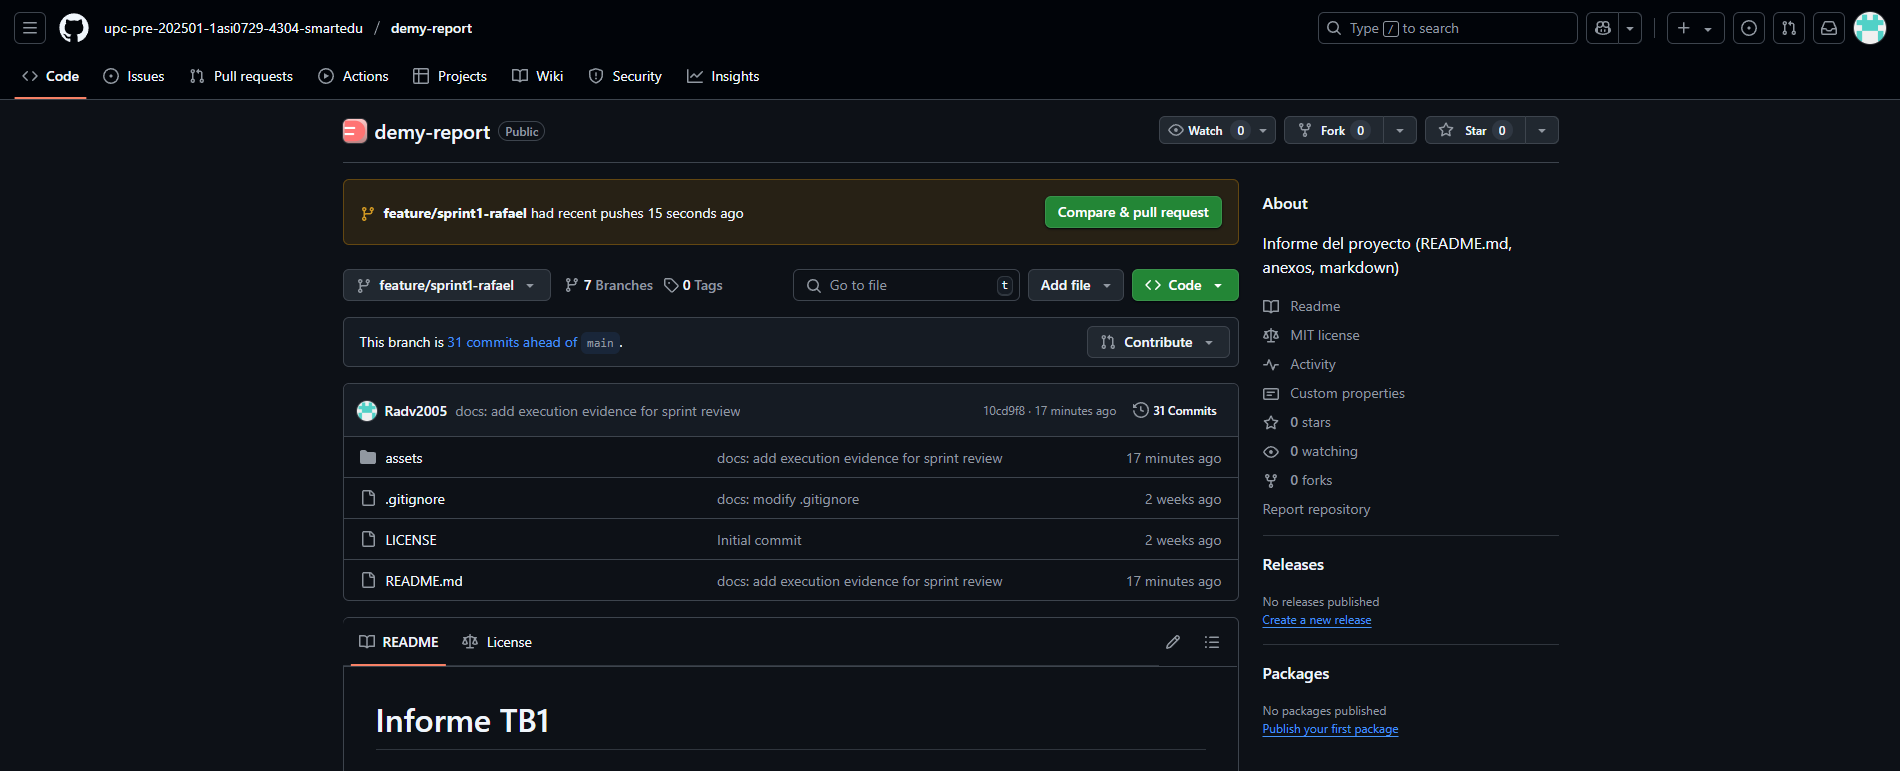 upc-pre-202501-1asi0729-4304-smartedu / demy-report
Type / to search
Code Issues Pull requests Actions Projects Wiki Security Insights
demy-report Public
Watch 0 Fork 0 Star 0
feature/sprint1-rafael had recent pushes 15 seconds ago
Compare & pull request
feature/sprint1-rafael 7 Branches 0 Tags
Go to file t
Add file
Code
This branch is 31 commits ahead of main .
Contribute
Radv2005 docs: add execution evidence for sprint review 10cd9f8 · 17 minutes ago 31 Commits
assets docs: add execution evidence for sprint review 17 minutes ago
.gitignore docs: modify .gitignore 2 weeks ago
LICENSE Initial commit 2 weeks ago
README.md docs: add execution evidence for sprint review 17 minutes ago
README License
Informe TB1
About
Informe del proyecto (README.md,
anexos, markdown)
Readme
MIT license
Activity
Custom properties
0 stars
0 watching
0 forks
Report repository
Releases
No releases published
Create a new release
Packages
No packages published
Publish your first package